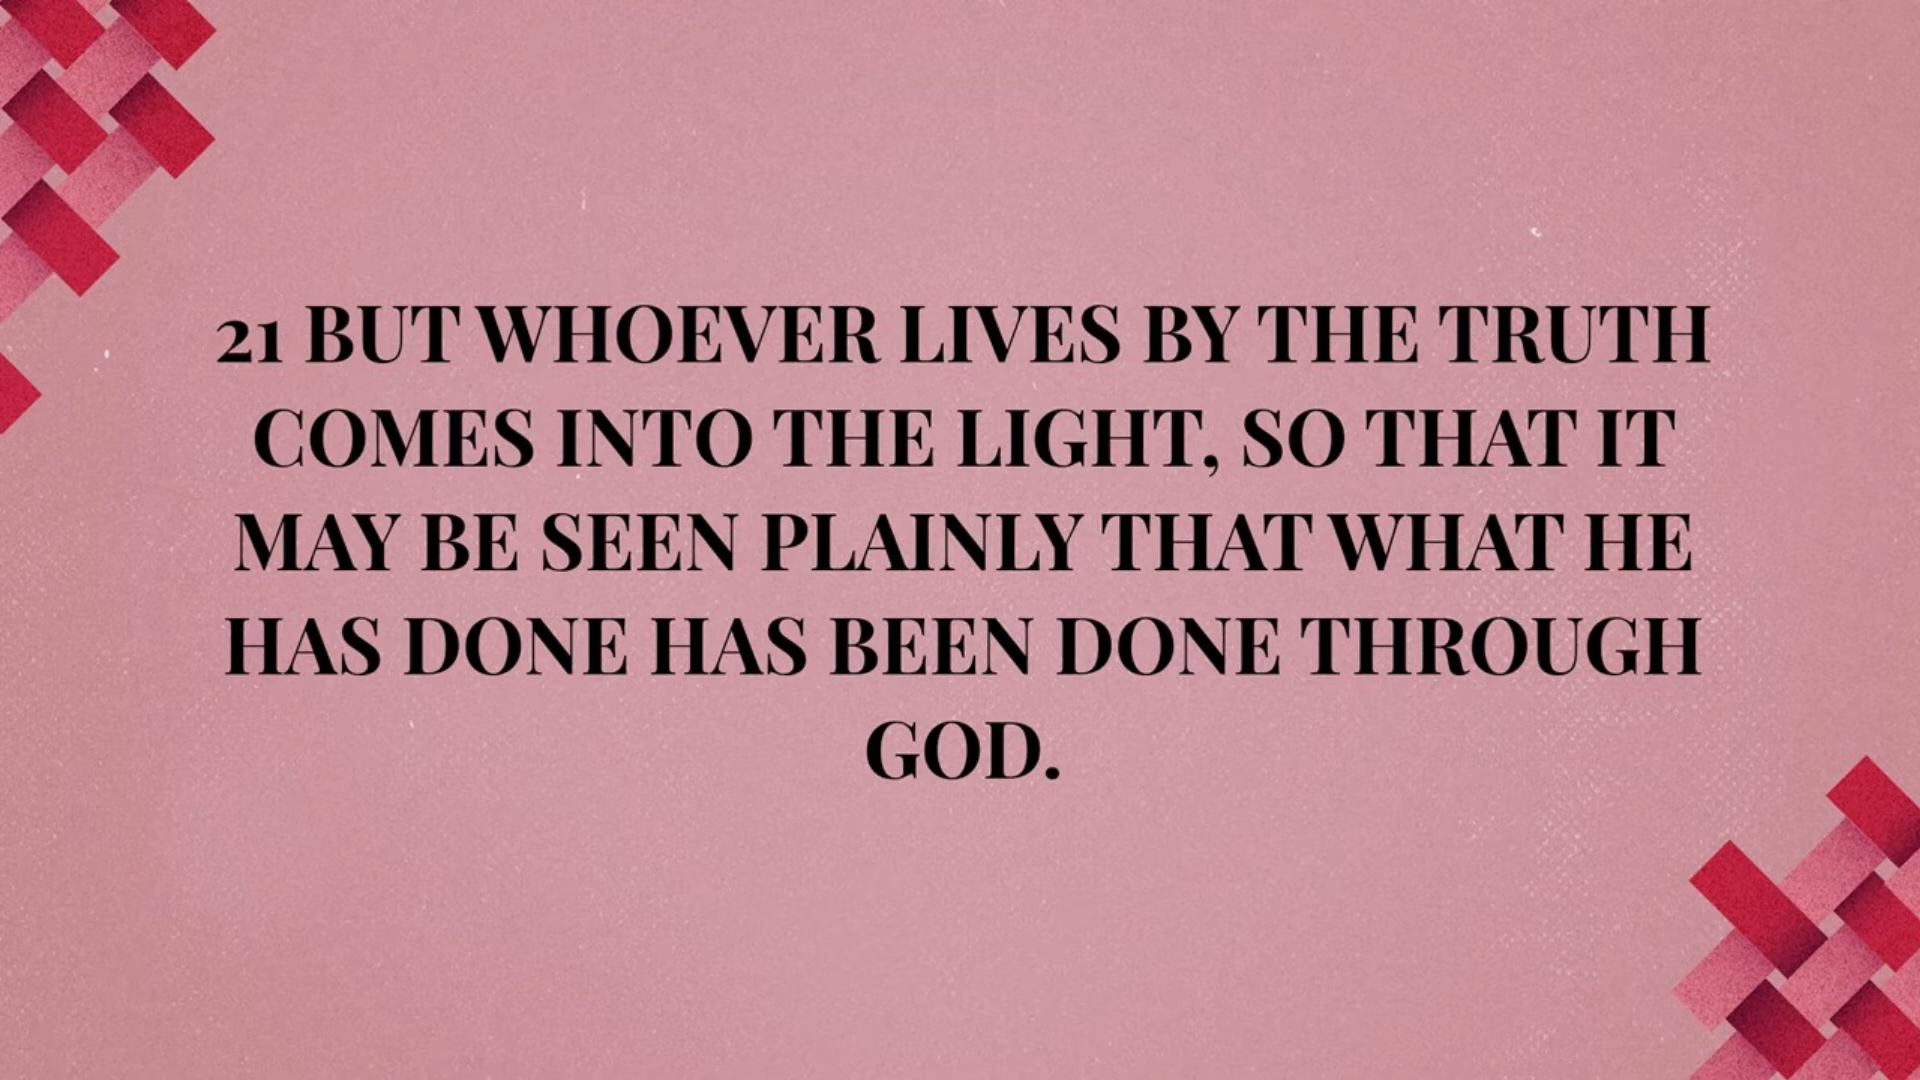 21 BUT WHOEVER LIVES BY THE TRUTH
COMES INTO THE LIGHT, SO THAT IT
MAY BE SEEN PLAINLY THAT WHAT HE
HAS DONE HAS BEEN DONE THROUGH
GOD.